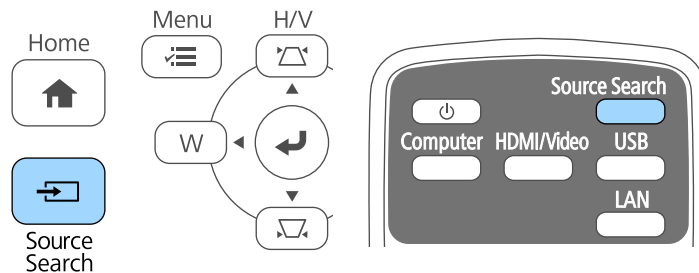 Menu
H/V
Home
W
Source
Search
Source Search
Computer
HDMI/Video
USB
LAN